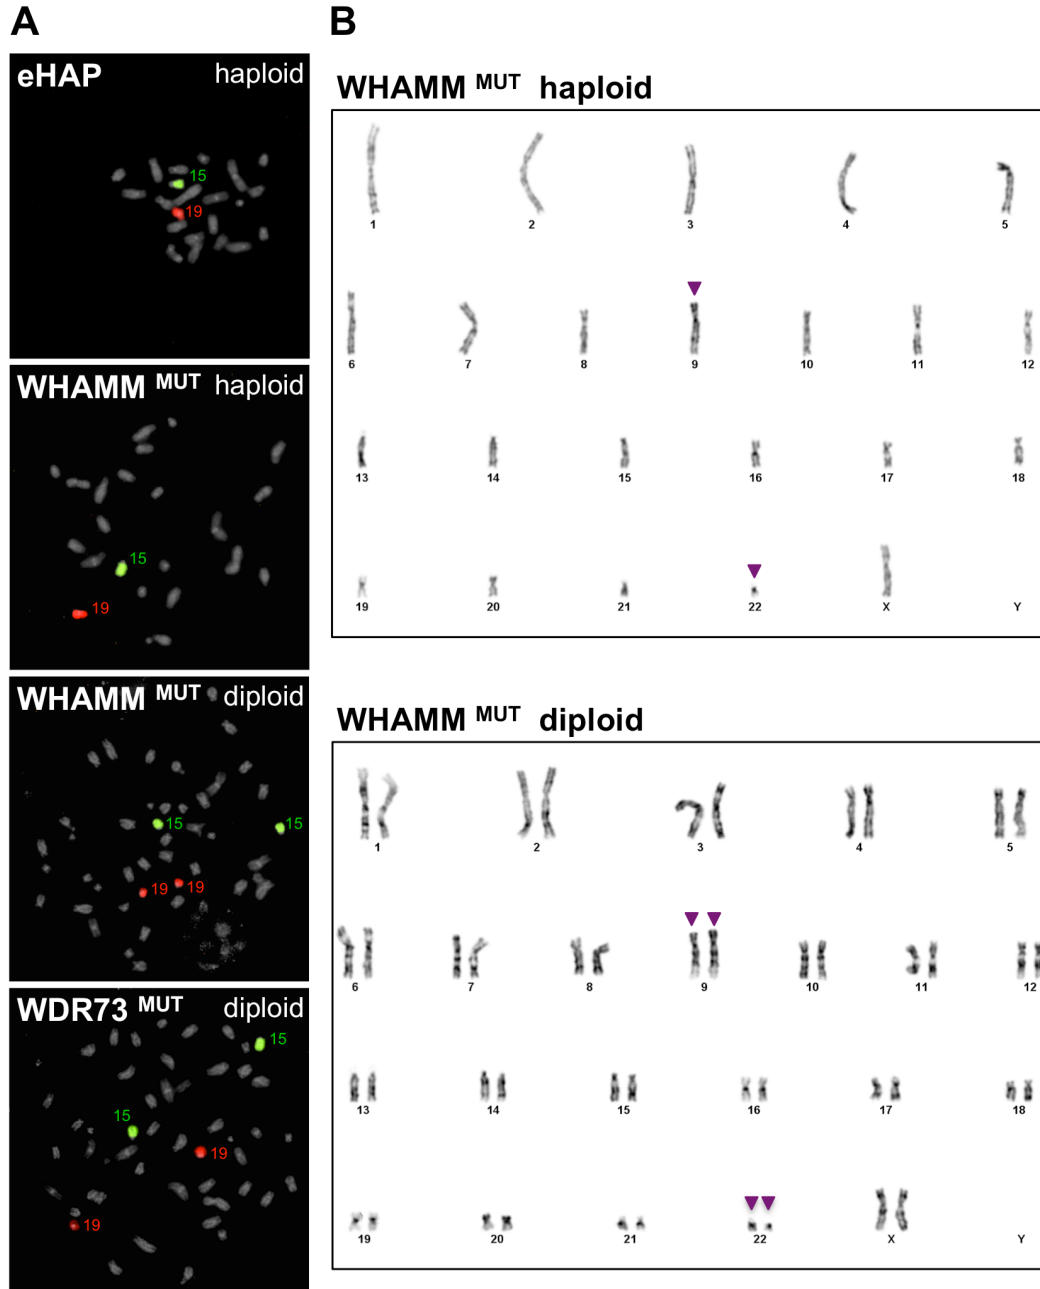 A
B
eHAP haploid
15
19
WHAMM MUT haploid
15
19
WHAMM MUT diploid
15
15
19
19
WDR73 MUT diploid
15
15
19
19
WHAMM MUT haploid
1 2 3 4 5
6 7 8 9 10 11 12
13 14 15 16 17 18
19 20 21 22 X Y
WHAMM MUT diploid
1 2 3 4 5
6 7 8 9 10 11 12
13 14 15 16 17 18
19 20 21 22 X Y